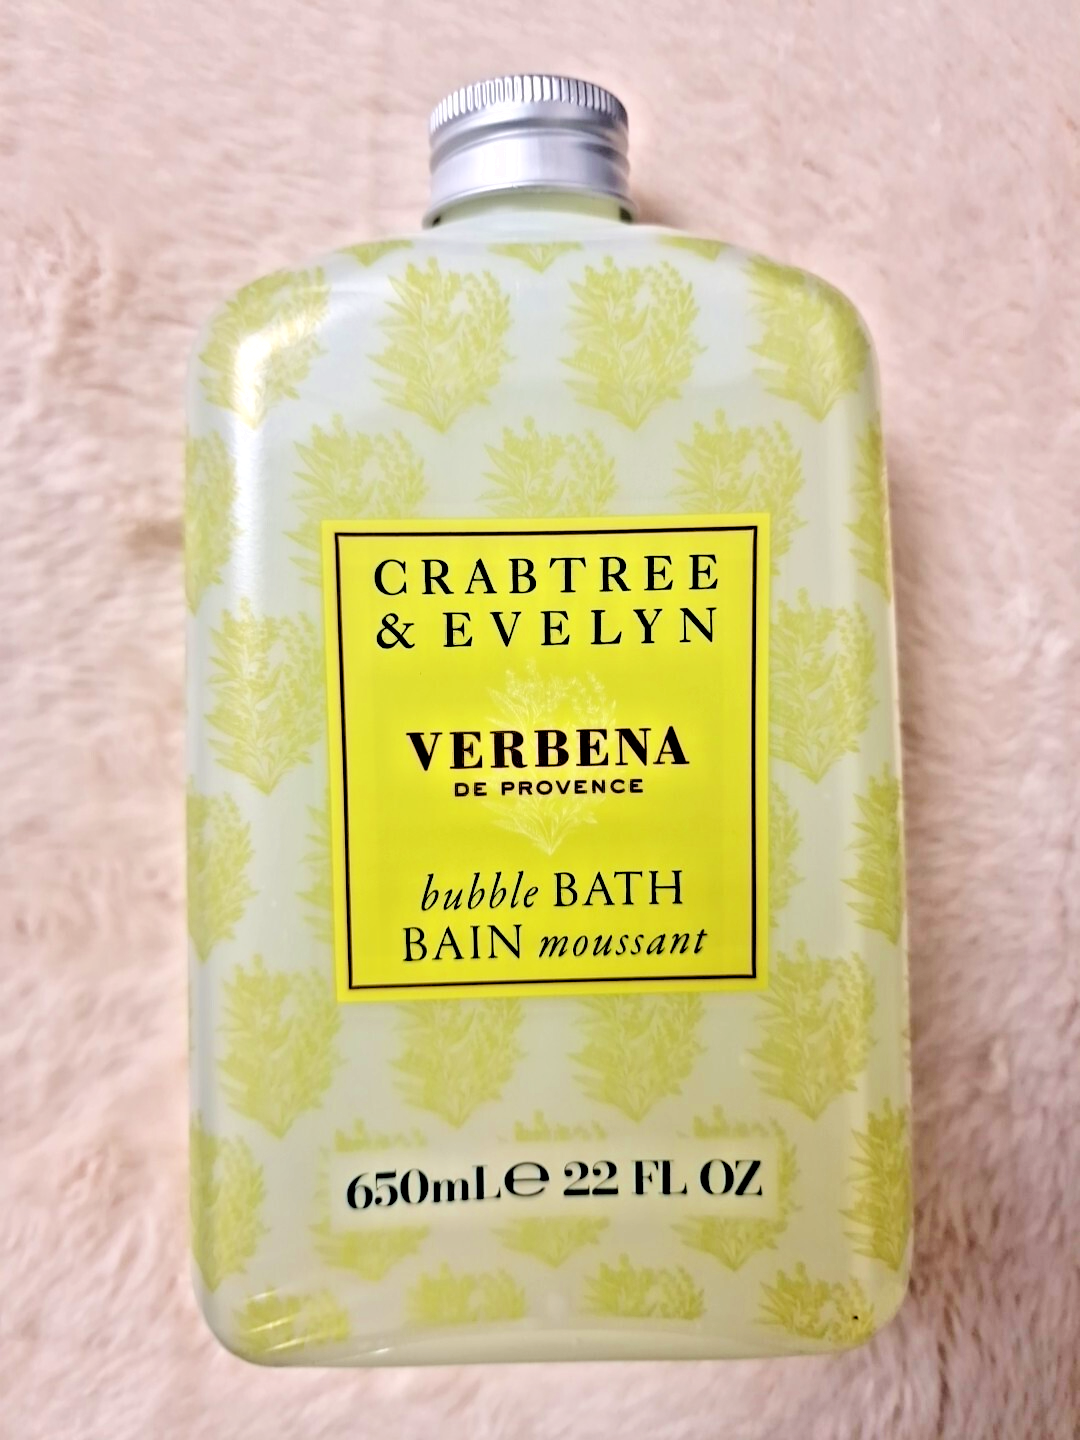 CRABTREE
& EVELYN
VERBENA
DE PROVENCE
bubble BATH
BAIN moussant
650mL℮ 22 FL OZ